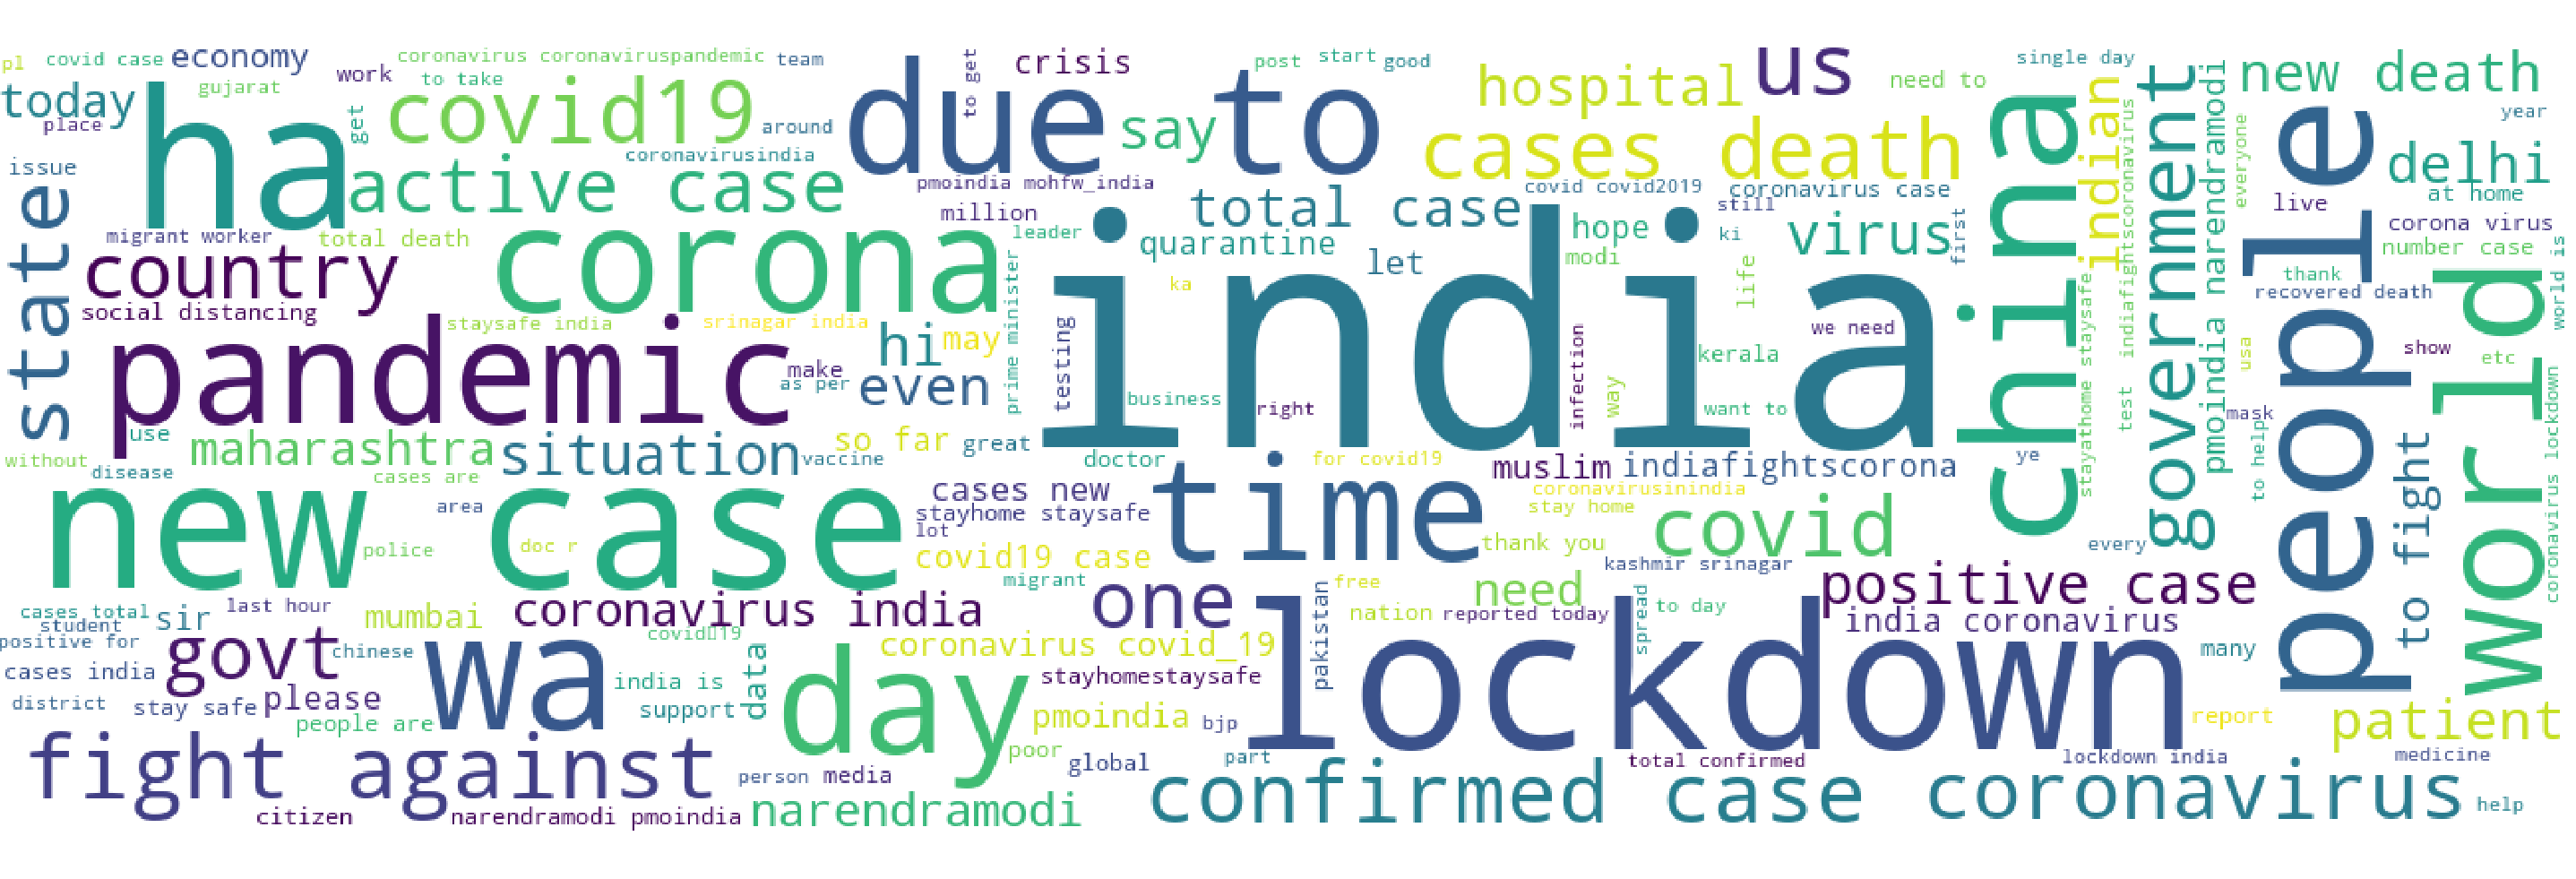 pl
covid case
economy
coronavirus coronaviruspandemic
team
to get
crisis
post
start
good
us
single day
new death
gujarat
work
to take
need to
today
place
ha
get
covid19
around
due to
say
hospital
cases death
china
indian
indiafightscoronavirus
government
pmoindia narendramodi
everyone
people
year
delhi
issue
state
active case
coronavirusindia
pmoindia mohfw_india
covid covid2019
coronavirus case
at home
million
total case
still
live
migrant worker
total death
corona
leader
quarantine
hope
ki
virus
first
corona virus
number case
world is
country
social distancing
let
modi
life
ka
india
thank
recovered death
world
pandemic
staysafe india
srinagar india
hi
may
prime minister
testing
infection
we need
stayathome staysafe
test
usa
show
etc
make
as per
even
business
right
way
kerala
want to
mask
coronavirus lockdown
use
maharashtra
situation
so far
great
without
disease
vaccine
doctor
for covid19
muslim
indiafightscorona
ye
to help
to fight
cases are
new case
area
cases new
stayhome staysafe
lot
time
coronavirusinindia
stay home
covid
police
doc r
covid19 case
thank you
every
migrant
kashmir srinagar
cases total
student
sir
last hour
mumbai
coronavirus india
one
pakistan
free
need
nation
reported today
spread
to day
positive case
india coronavirus
positive for
govt
chinese
wa
covid▯19
coronavirus covid_19
lockdown
many
cases india
india is
data
day
stayhomestaysafe
district
stay safe
please
people are
support
pmoindia
bjp
report
patient
fight against
poor
global
part
total confirmed
lockdown india
medicine
person
media
confirmed case
coronavirus
help
citizen
narendramodi pmoindia
narendramodi